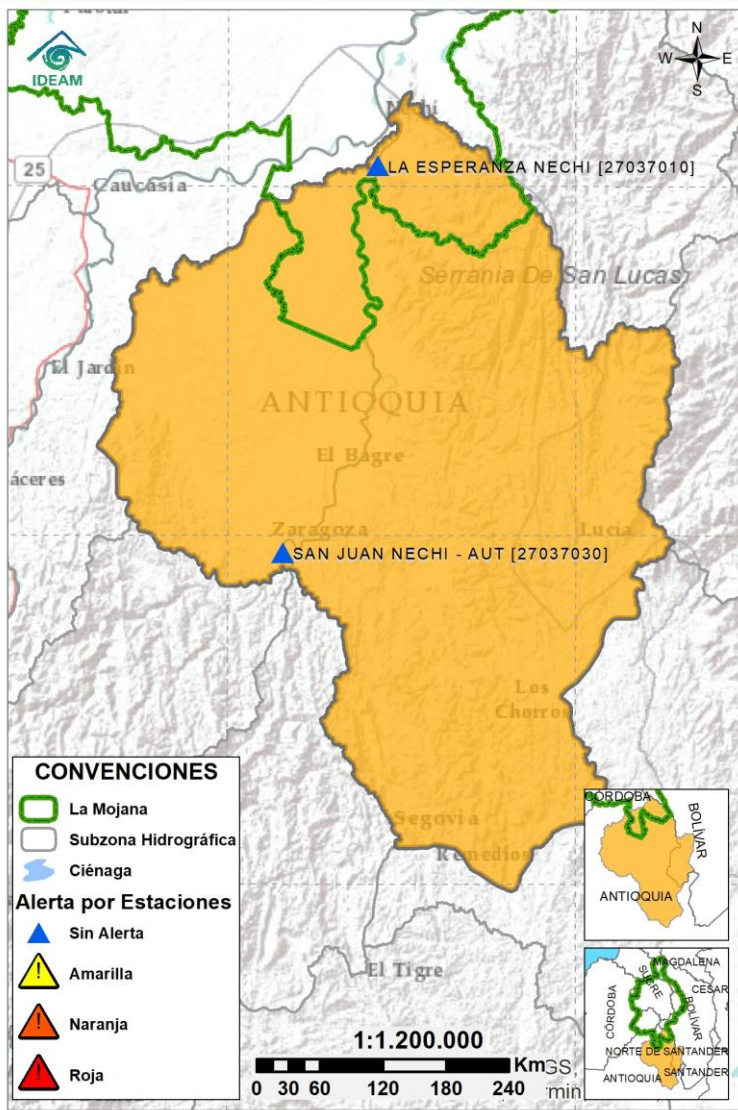 IDEAM
N
W E
S
25
Caucasia
LA ESPERANZA NECHI [27037010]
Serrania De San Lucas
El Jardin
ANTIOQUIA
El Bagre
áceres
Zaragoza
Lucia
SAN JUAN NECHI - AUT [27037030]
Los
Chorros
Segovia
Remedios
El Tigre
CONVENCIONES
La Mojana
Subzona Hidrográfica
Ciénaga
Alerta por Estaciones
Sin Alerta
Amarilla
Naranja
Roja
1:1.200.000
Km
0 30 60 120 180 240
GS,
min
CÓRDOBA
BOLÍVAR
ANTIOQUIA
MAGDALENA
SUCRE
CESAR
CÓRDOBA
BOLÍVAR
NORTE DE SANTANDER
ANTIOQUIA
SANTANDER